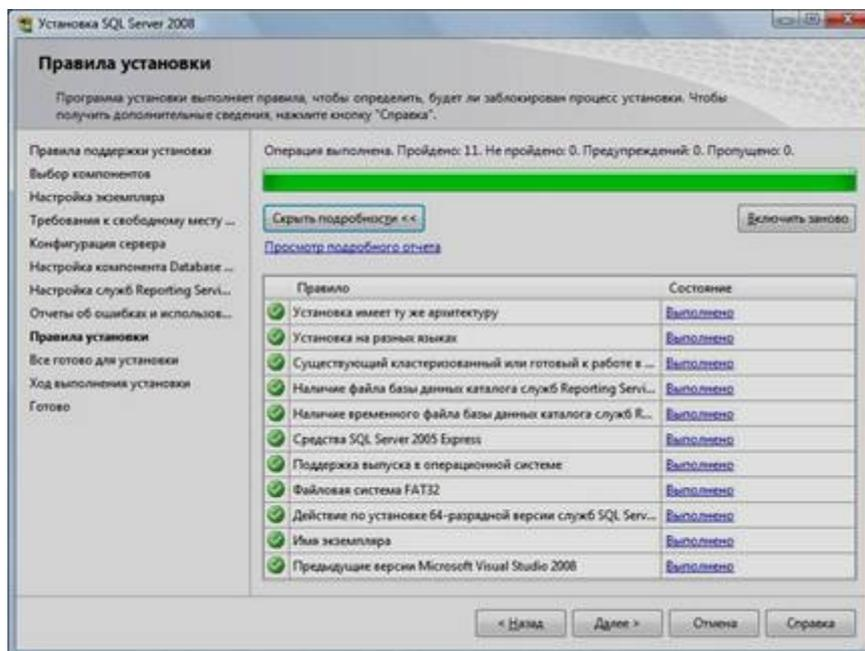 Установка SQL Server 2008
Правила установки
Программа установки выполняет правила, чтобы определить, будет ли заблокирован процесс установки. Чтобы
получить дополнительные сведения, нажмите кнопку "Справка".
Правила поддержки установки
Выбор компонентов
Настройка экземпляра
Требования к свободному месту ...
Конфигурация сервера
Настройка компонента Database ...
Настройка служб Reporting Servi...
Отчеты об ошибках и использов...
Правила установки
Все готово для установки
Ход выполнения установки
Готово
Операция выполнена. Пройдено: 11. Не пройдено: 0. Предупреждений: 0. Пропущено: 0.
Скрыть подробности <<
Включить заново
Просмотр подробного отчета
Правило Состояние
Установка имеет ту же архитектуру Выполнено
Установка на разных языках Выполнено
Существующий кластеризованный или готовый к работе в ... Выполнено
Наличие файла базы данных каталога служб Reporting Servi... Выполнено
Наличие временного файла базы данных каталога служб R... Выполнено
Средства SQL Server 2005 Express Выполнено
Поддержка выпуска в операционной системе Выполнено
Файловая система FAT32 Выполнено
Действие по установке 64-разрядной версии служб SQL Serv... Выполнено
Имя экземпляра Выполнено
Предыдущие версии Microsoft Visual Studio 2008 Выполнено
< Назад Далее > Отмена Справка